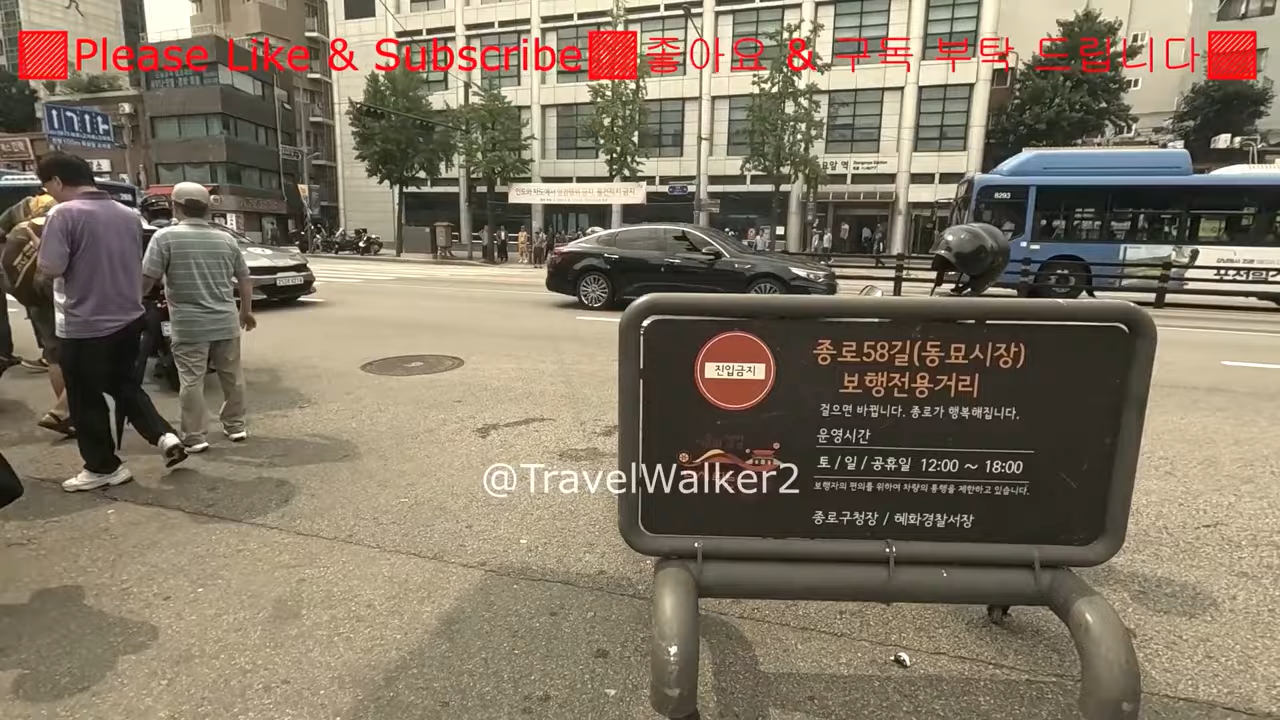 Please Like & Subscribe 좋아요 & 구독 부탁 드립니다
8293
진입금지
종로58길(동묘시장)
보행전용거리
걸으면 바뀝니다. 종로가 행복해집니다.
운영시간
토 / 일 / 공휴일 12:00 ~ 18:00
보행자의 편의를 위하여 차량의 통행을 제한하고 있습니다.
종로구청장 / 혜화경찰서장
@TravelWalker2